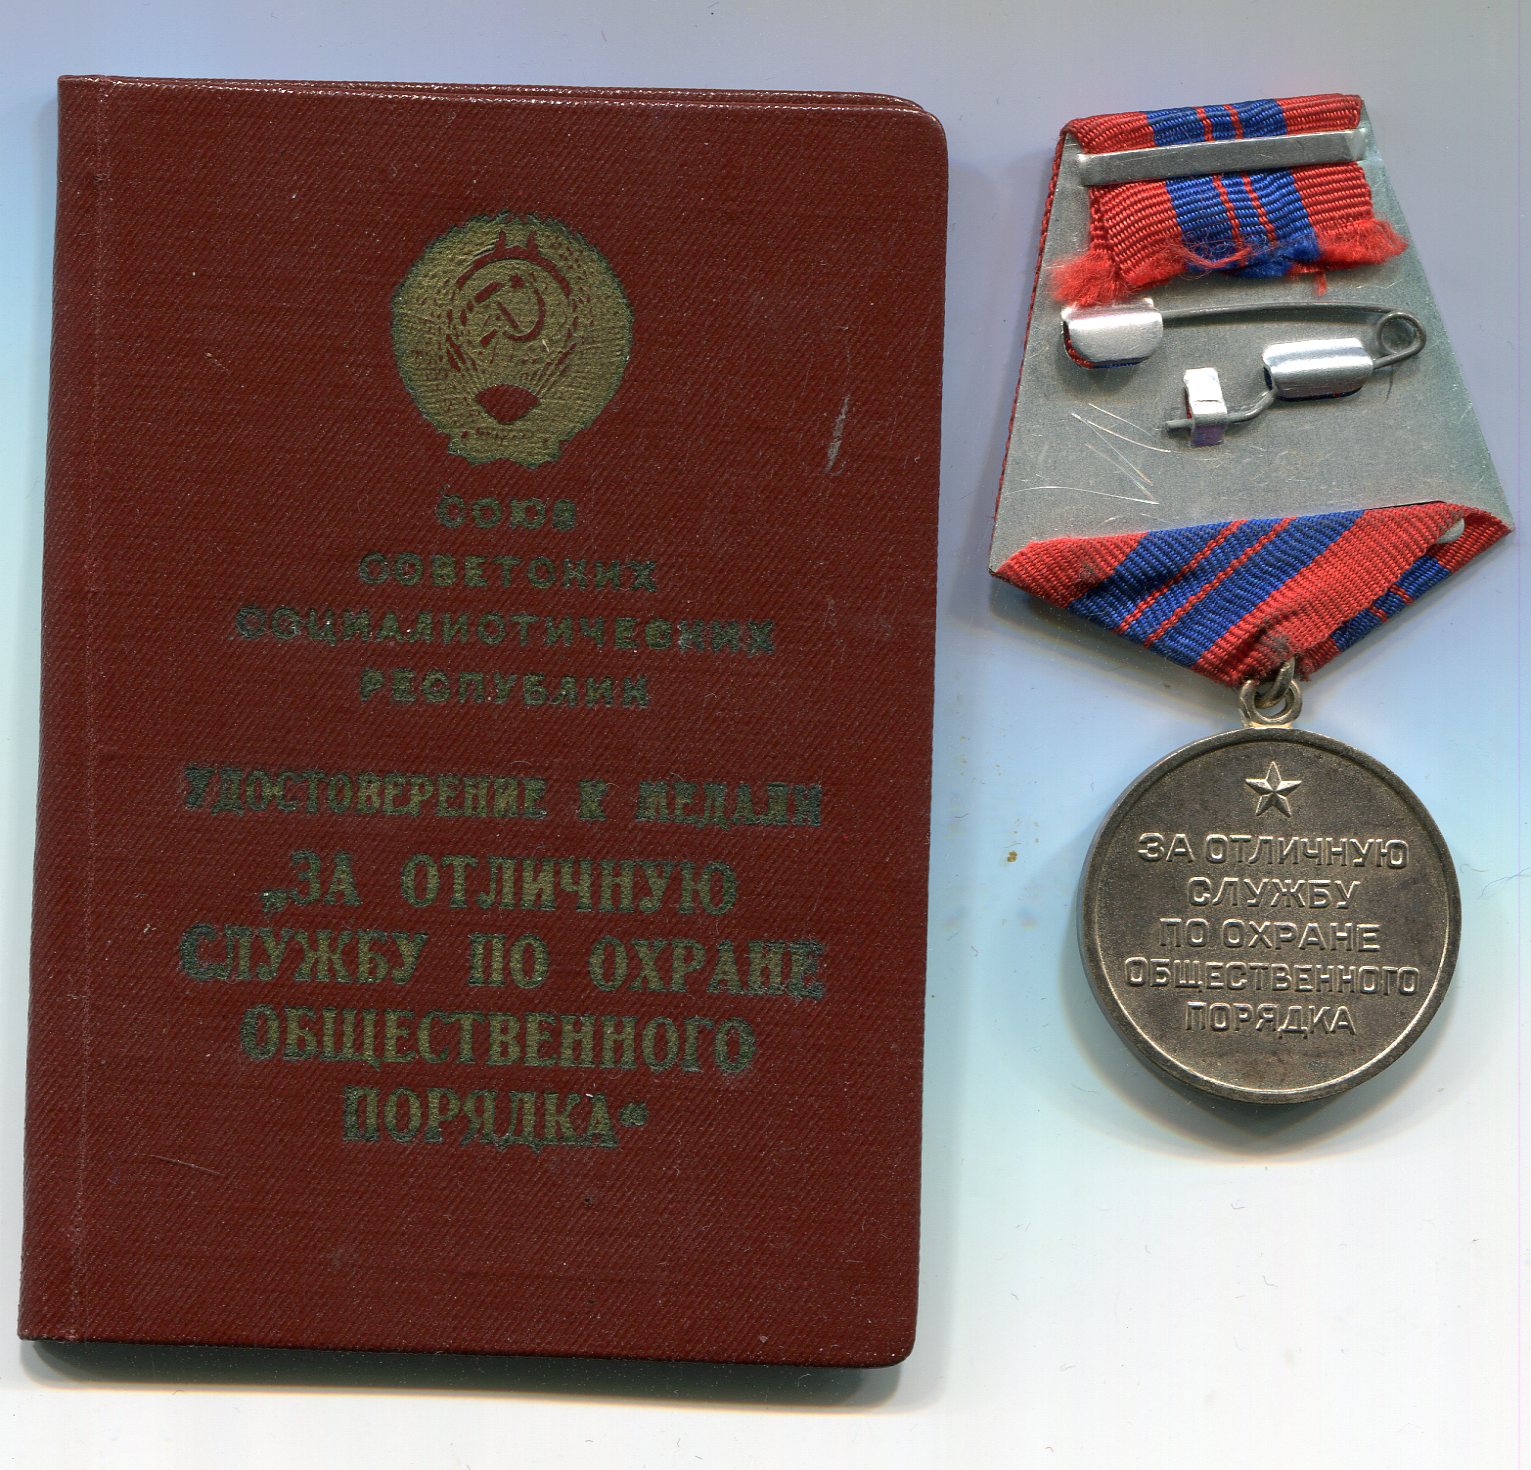 СОЮЗ
СОВЕТСКИХ
СОЦИАЛИСТИЧЕСКИХ
РЕСПУБЛИК
УДОСТОВЕРЕНИЕ К МЕДАЛИ
„ЗА ОТЛИЧНУЮ
СЛУЖБУ ПО ОХРАНЕ
ОБЩЕСТВЕННОГО
ПОРЯДКА“
ЗА ОТЛИЧНУЮ
СЛУЖБУ
ПО ОХРАНЕ
ОБЩЕСТВЕННОГО
ПОРЯДКА